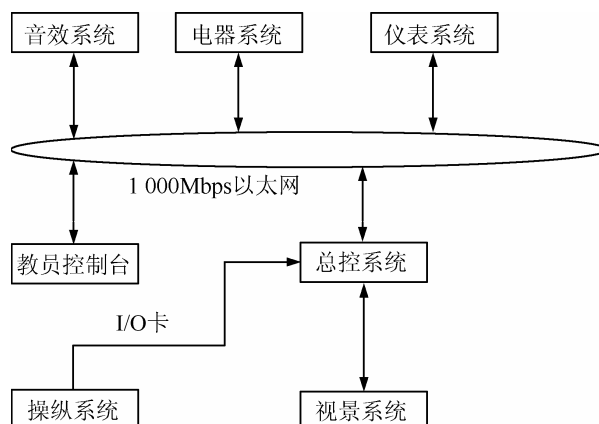 音效系统
电器系统
仪表系统
1 000Mbps以太网
教员控制台
总控系统
I/O卡
操纵系统
视景系统